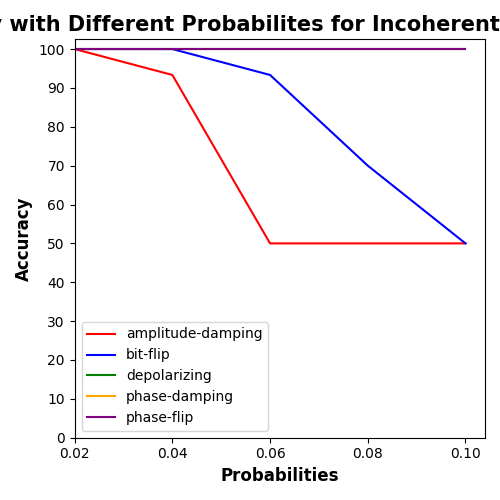 with Different Probabilites for Incoherent
100
90
80
70
60
50
40
30
20
10
0
Accuracy
amplitude-damping
bit-flip
depolarizing
phase-damping
phase-flip
0.02 0.04 0.06 0.08 0.10
Probabilities